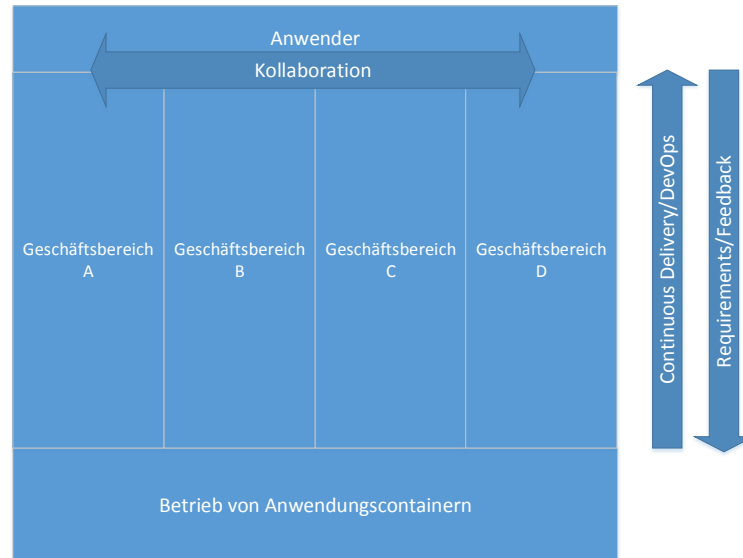 Anwender
Kollaboration
Geschäftsbereich
A
Geschäftsbereich
B
Geschäftsbereich
C
Geschäftsbereich
D
Continuous Delivery/DevOps
Requirements/Feedback
Betrieb von Anwendungscontainern